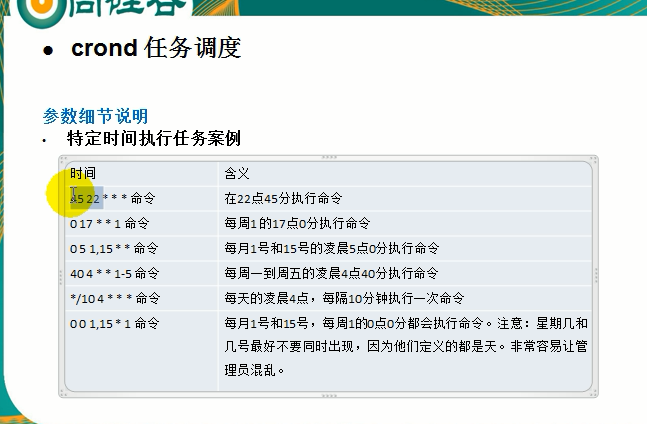 ● crond 任务调度
参数细节说明
• 特定时间执行任务案例
时间 含义
45 22 * * * 命令 在22点45分执行命令
0 17 * * 1 命令 每周1 的17点0分执行命令
0 5 1,15 * * 命令 每月1号和15号的凌晨5点0分执行命令
40 4 * * 1-5 命令 每周一到周五的凌晨4点40分执行命令
*/10 4 * * * 命令 每天的凌晨4点，每隔10分钟执行一次命令
0 0 1,15 * 1 命令 每月1号和15号，每周1的0点0分都会执行命令。注意：星期几和
几号最好不要同时出现，因为他们定义的都是天。非常容易让管
理员混乱。